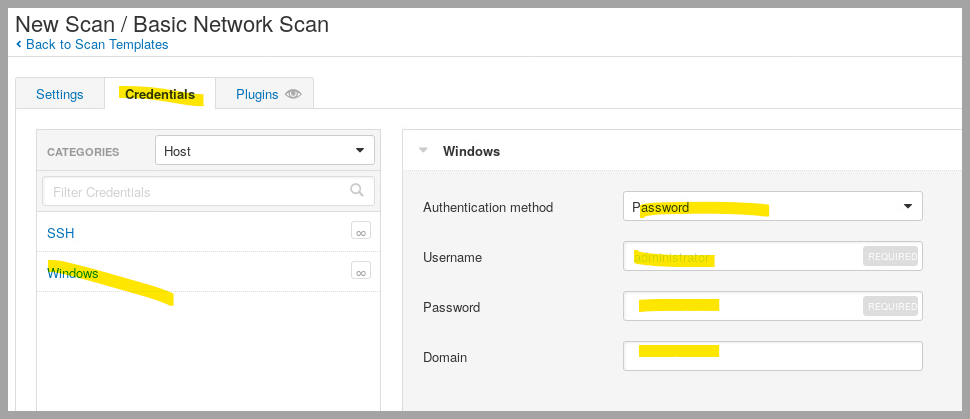 New Scan / Basic Network Scan
Back to Scan Templates
Settings Credentials Plugins
CATEGORIES Host
Filter Credentials
SSH ∞
Windows ∞
Windows
Authentication method Password
Username administrator REQUIRED
Password REQUIRED
Domain